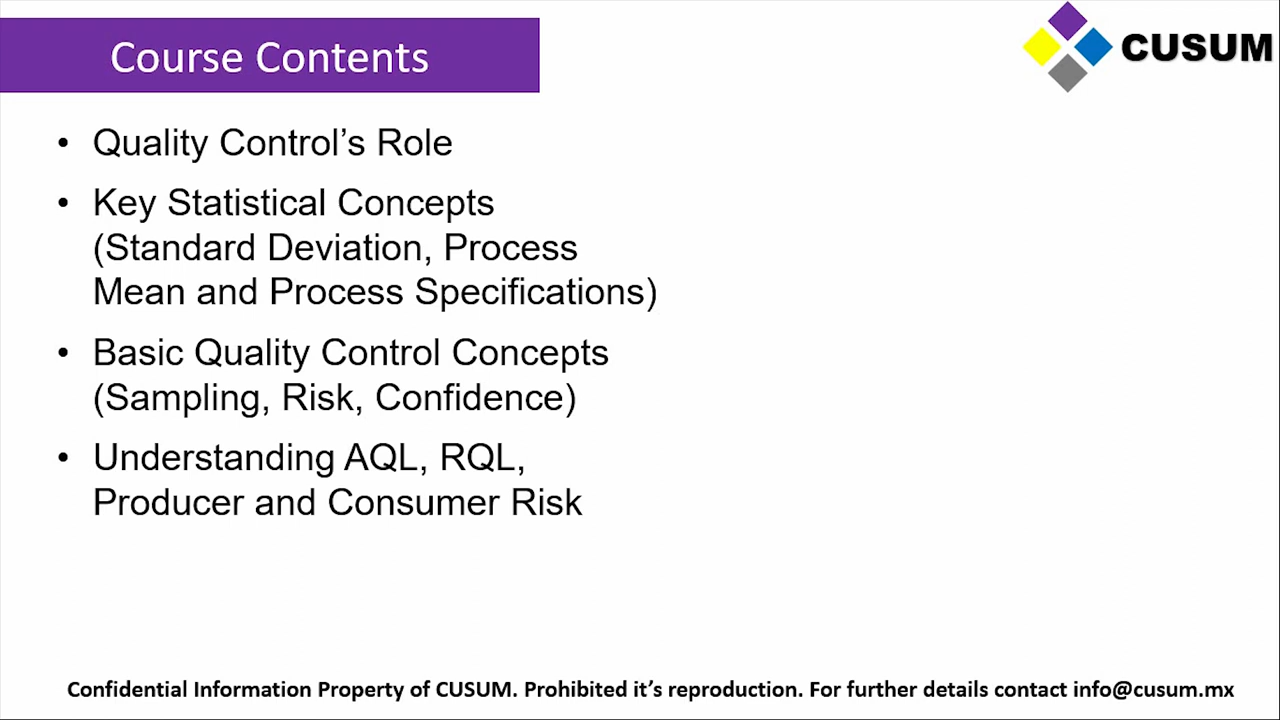 Course Contents
CUSUM
• Quality Control’s Role
• Key Statistical Concepts
(Standard Deviation, Process
Mean and Process Specifications)
• Basic Quality Control Concepts
(Sampling, Risk, Confidence)
• Understanding AQL, RQL,
Producer and Consumer Risk
Confidential Information Property of CUSUM. Prohibited it’s reproduction. For further details contact info@cusum.mx